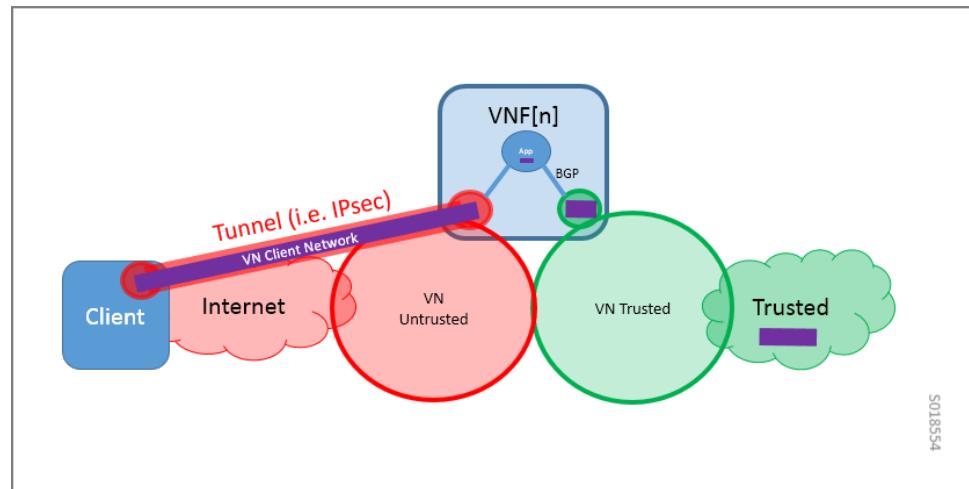 VNF[n]
App
BGP
Tunnel (i.e. IPsec)
VN Client Network
Client
Internet
VN
Untrusted
VN Trusted
Trusted
S018554